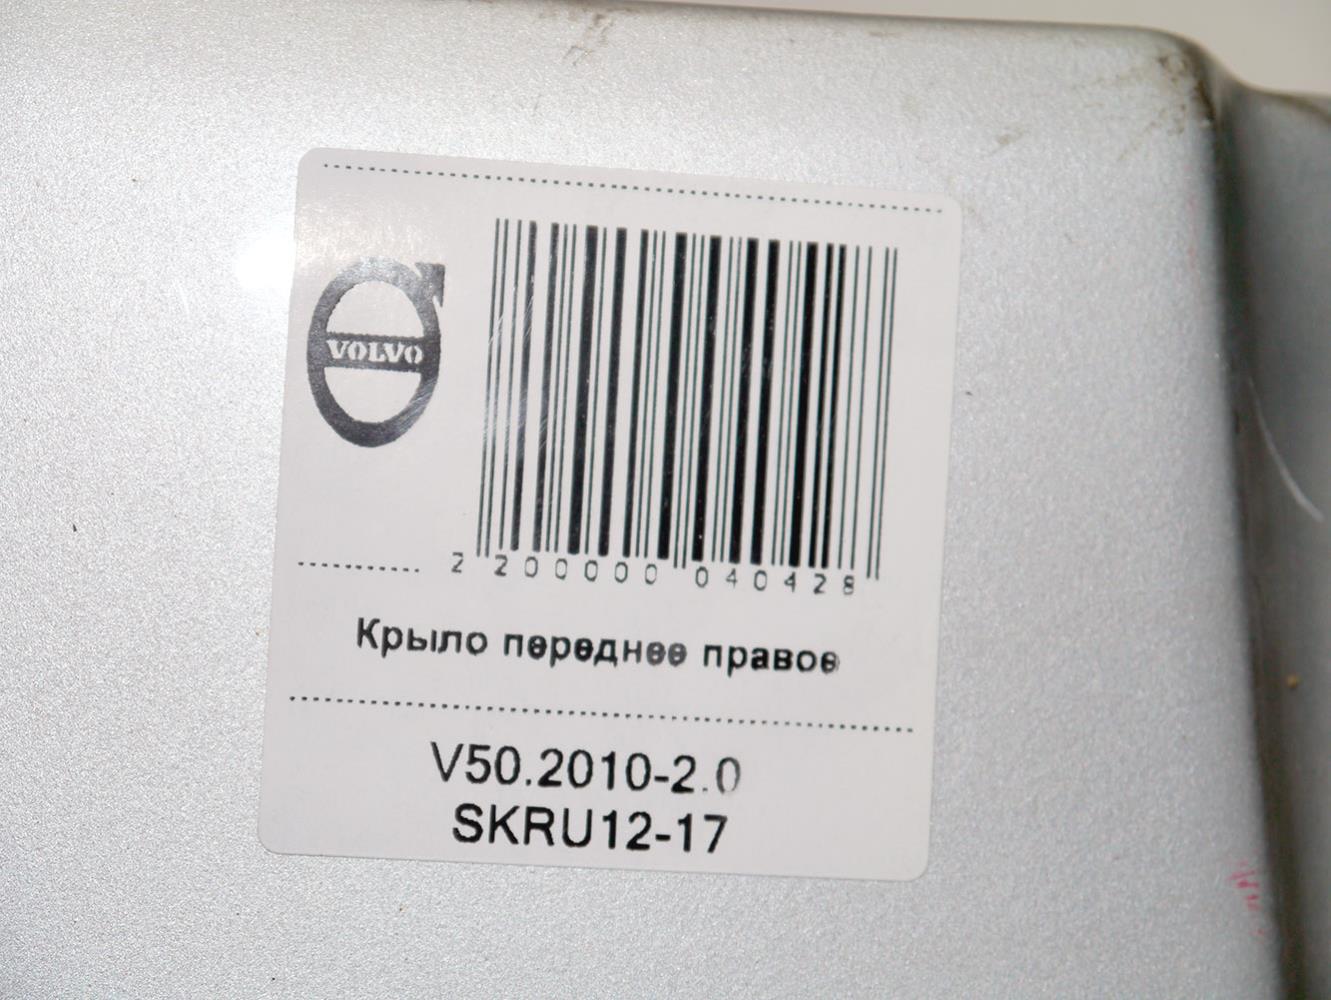 VOLVO
2 200000 040428
Крыло переднее правое
V50.2010-2.0
SKRU12-17